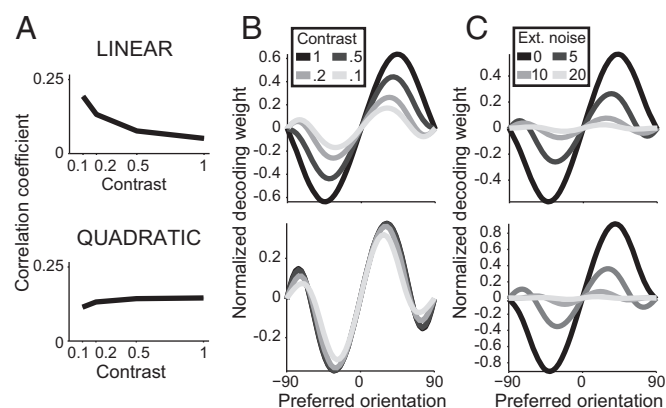 A
LINEAR
0.25
0
0.1 0.2 0.5 1
Contrast
QUADRATIC
0.25
0
0.1 0.2 0.5 1
Contrast
Correlation coefficient
B
Contrast
1 .5
.2 .1
0.6
0.4
0.2
0
-0.2
-0.4
-0.6
Normalized decoding weight
0.2
0
-0.2
−90 0 90
Preferred orientation
C
Ext. noise
0 5
10 20
0.4
0.2
0
-0.2
-0.4
Normalized decoding weight
0.8
0.6
0.4
0.2
0
-0.2
-0.4
-0.6
-0.8
−90 0 90
Preferred orientation